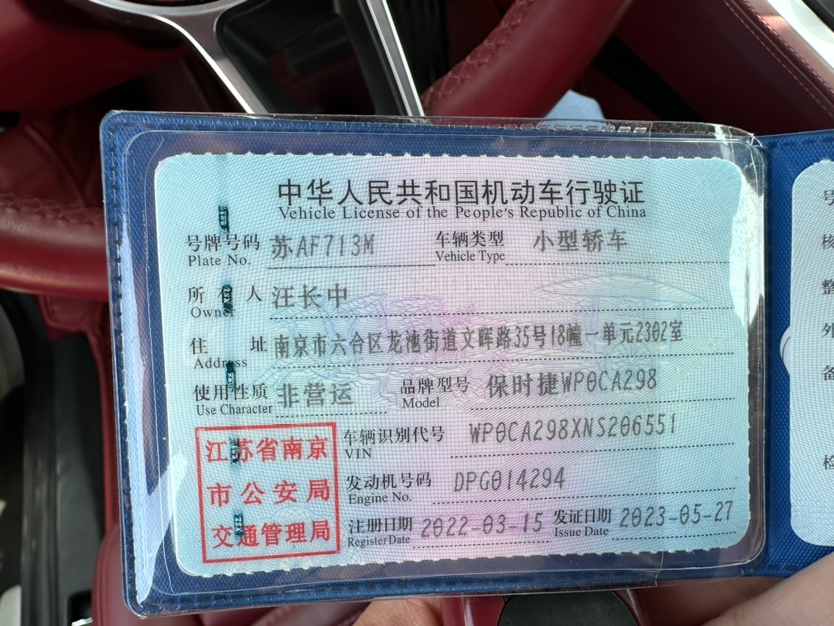 中华人民共和国机动车行驶证
Vehicle License of the People's Republic of China
号牌号码 苏AF713M 车辆类型 小型轿车
Plate No. Vehicle Type
所有人 汪长中
Owner
住址 南京市六合区龙池街道文晖路35号18幢一单元2302室
Address
使用性质 非营运 品牌型号 保时捷WP0CA298
Use Character Model
江苏省南京
市公安局
交通管理局
车辆识别代号 WP0CA298XNS206551
VIN
发动机号码 DPG014294
Engine No.
注册日期 2022-03-15 发证日期 2023-05-27
Register Date Issue Date
号
核
整
外
备
检